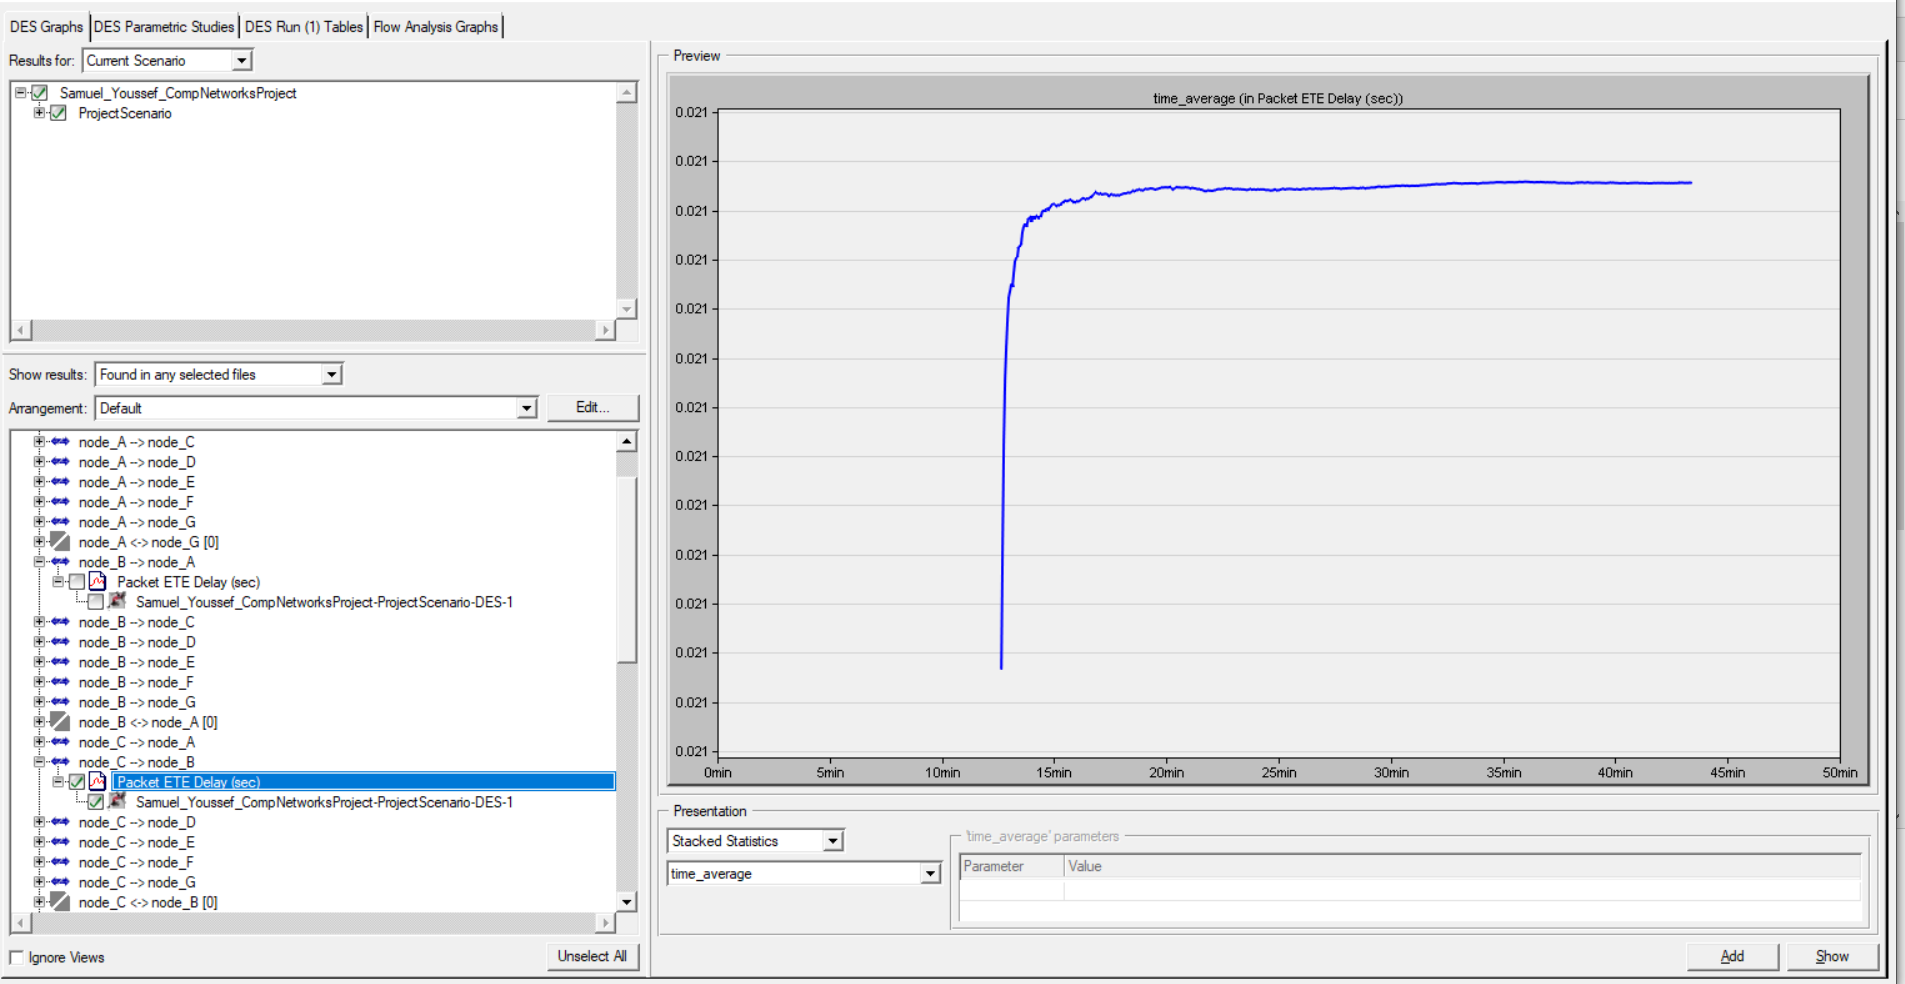 DES Graphs
DES Parametric Studies
DES Run (1) Tables
Flow Analysis Graphs
Results for: Current Scenario
Samuel_Youssef_CompNetworksProject
ProjectScenario
Show results: Found in any selected files
Arrangement: Default
Edit...
node_A --> node_C
node_A --> node_D
node_A --> node_E
node_A --> node_F
node_A --> node_G
node_A <-> node_G [0]
node_B --> node_A
Packet ETE Delay (sec)
Samuel_Youssef_CompNetworksProject-ProjectScenario-DES-1
node_B --> node_C
node_B --> node_D
node_B --> node_E
node_B --> node_F
node_B --> node_G
node_B <-> node_A [0]
node_C --> node_A
node_C --> node_B
Packet ETE Delay (sec)
Samuel_Youssef_CompNetworksProject-ProjectScenario-DES-1
node_C --> node_D
node_C --> node_E
node_C --> node_F
node_C --> node_G
node_C <-> node_B [0]
Ignore Views
Unselect All
Preview
time_average (in Packet ETE Delay (sec))
0.021
0.021
0.021
0.021
0.021
0.021
0.021
0.021
0.021
0.021
0.021
0.021
0.021
0.021
0min 5min 10min 15min 20min 25min 30min 35min 40min 45min 50min
Presentation
Stacked Statistics
time_average
'time_average' parameters
Parameter Value
Add
Show